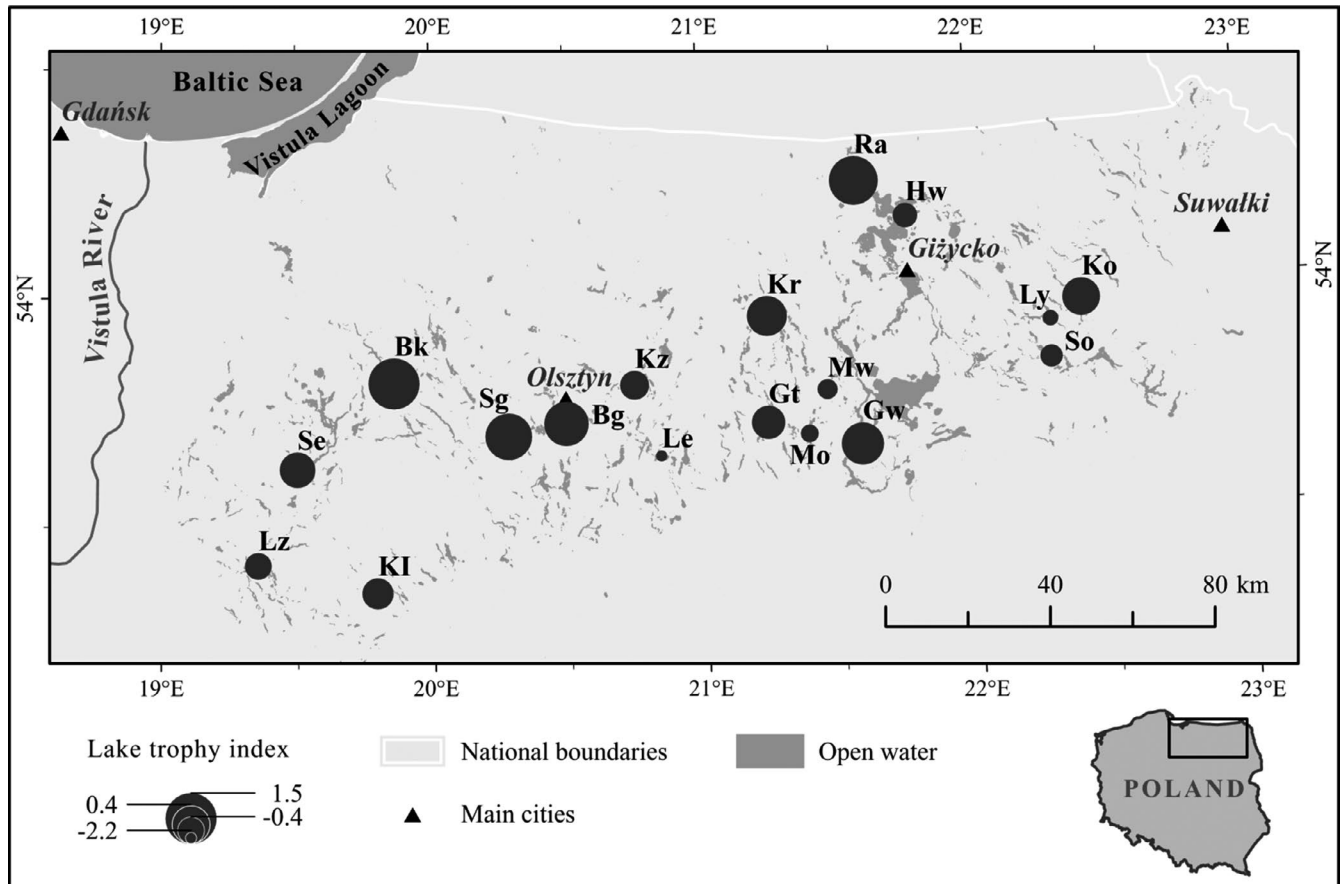 19°E 20°E 21°E 22°E 23°E
Baltic Sea
Gdańsk
Vistula Lagoon
Ra
Hw
Suwałki
Giżycko
54°N
54°N
Vistula River
Kr
Ko
Ly
So
Bk
Olsztyn
Kz
Mw
Sg
Bg
Gt
Gw
Se
Le
Mo
Lz
KI
0 40 80 km
19°E 20°E 21°E 22°E 23°E
Lake trophy index
National boundaries
Open water
1.5
0.4
-0.4
-2.2
Main cities
POLAND